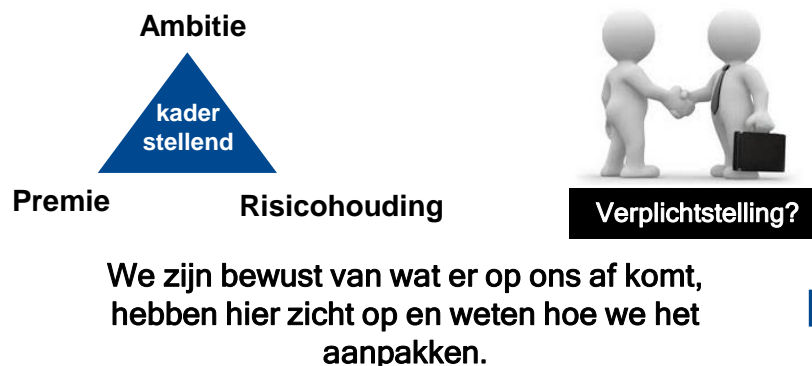 Ambitie
kader
stellend
Premie
Risicohouding
Verplichtstelling?
We zijn bewust van wat er op ons af komt,
hebben hier zicht op en weten hoe we het
aanpakken.